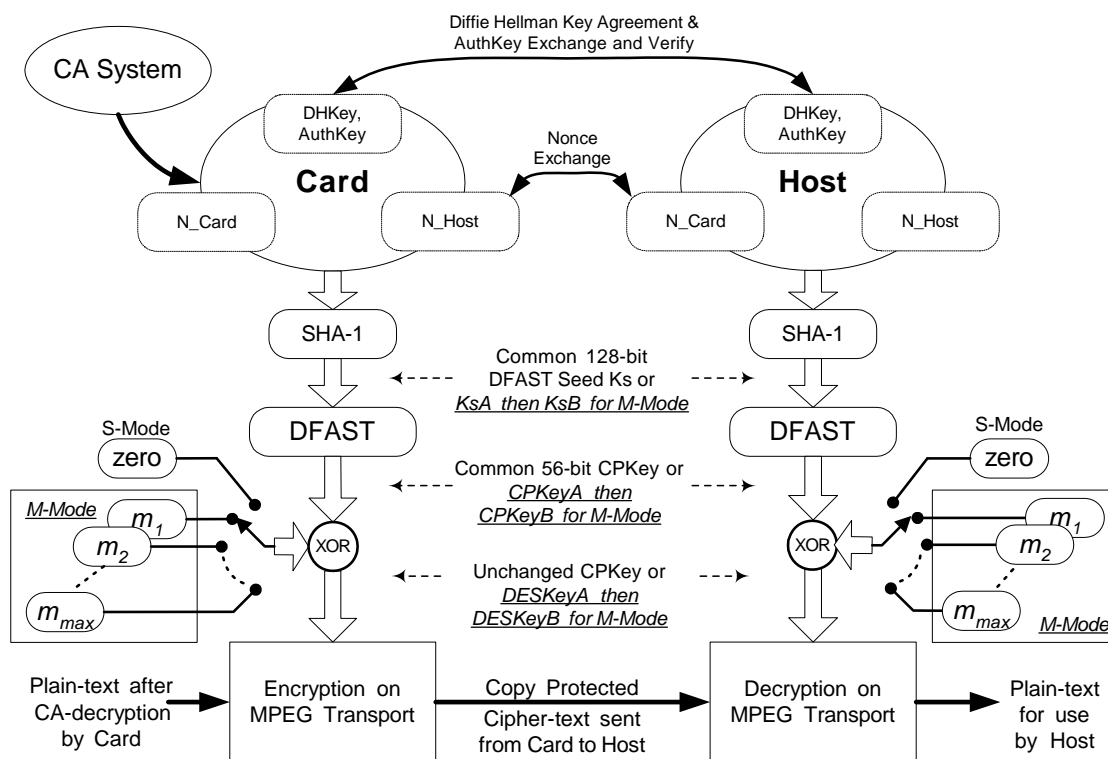 Diffie Hellman Key Agreement &
AuthKey Exchange and Verify
CA System
DHKey,
AuthKey
DHKey,
AuthKey
Nonce
Exchange
Card
Host
N_Card
N_Host
N_Card
N_Host
SHA-1
SHA-1
Common 128-bit
DFAST Seed Ks or
KsA then KsB for M-Mode
DFAST
DFAST
S-Mode
zero
S-Mode
zero
Common 56-bit CPKey or
CPKeyA then
CPKeyB for M-Mode
M-Mode
m1
m2
mmax
XOR
XOR
m1
m2
mmax
M-Mode
Unchanged CPKey or
DESKeyA then
DESKeyB for M-Mode
Plain-text after
CA-decryption
by Card
Encryption on
MPEG Transport
Copy Protected
Cipher-text sent
from Card to Host
Decryption on
MPEG Transport
Plain-text
for use
by Host